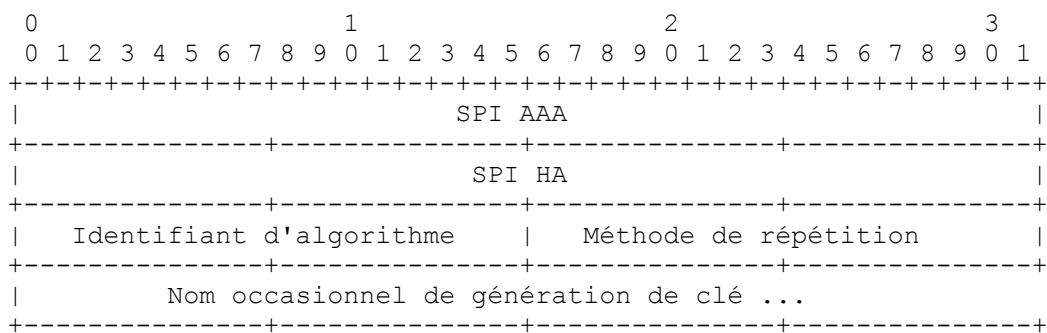 0 1 2 3
0 1 2 3 4 5 6 7 8 9 0 1 2 3 4 5 6 7 8 9 0 1 2 3 4 5 6 7 8 9 0 1
+-+-+-+-+-+-+-+-+-+-+-+-+-+-+-+-+-+-+-+-+-+-+-+-+-+-+-+-+-+-+-+-+
| SPI AAA |
+---------------+---------------+---------------+---------------+
| SPI HA |
+---------------+---------------+---------------+---------------+
| Identifiant d'algorithme | Méthode de répétition |
+---------------+---------------+---------------+---------------+
| Nom occasionnel de génération de clé ...
+---------------+---------------+---------------+---------------+